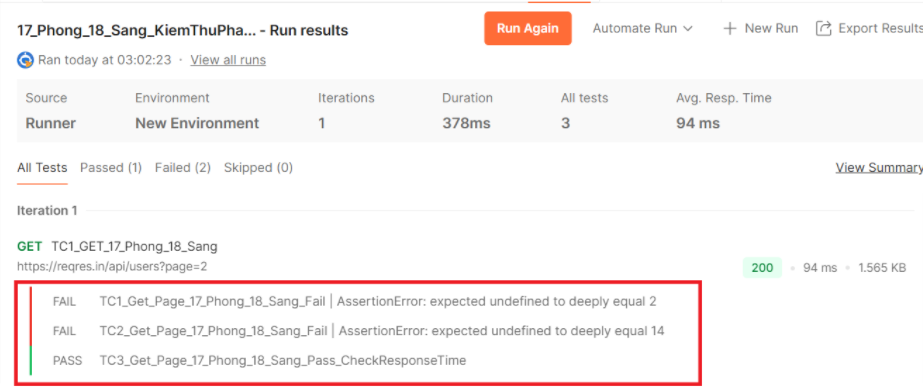 17_Phong_18_Sang_KiemThuPha... - Run results
Run Again
Automate Run
New Run
Export Results
Ran today at 03:02:23 · View all runs
Source Environment Iterations Duration All tests Avg. Resp. Time
Runner New Environment 1 378ms 3 94 ms
All Tests Passed (1) Failed (2) Skipped (0) View Summary
Iteration 1
GET TC1_GET_17_Phong_18_Sang
https://reqres.in/api/users?page=2
200 94 ms 1.565 KB
FAIL TC1_Get_Page_17_Phong_18_Sang_Fail | AssertionError: expected undefined to deeply equal 2
FAIL TC2_Get_Page_17_Phong_18_Sang_Fail | AssertionError: expected undefined to deeply equal 14
PASS TC3_Get_Page_17_Phong_18_Sang_Pass_CheckResponseTime